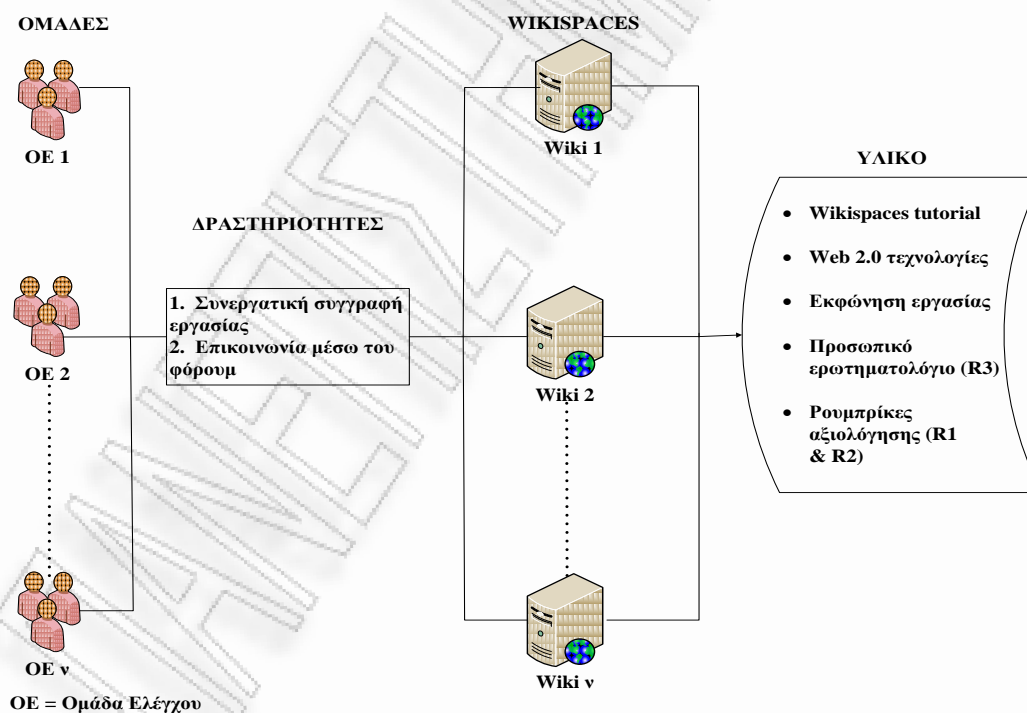 ΟΜΑΔΕΣ
ΟΕ 1
ΟΕ 2
ΟΕ ν
ΟΕ = Ομάδα Ελέγχου
ΔΡΑΣΤΗΡΙΟΤΗΤΕΣ
1. Συνεργατική συγγραφή
εργασίας
2. Επικοινωνία μέσω του
φόρουμ
WIKISPACES
Wiki 1
Wiki 2
Wiki ν
ΥΛΙΚΟ
• Wikispaces tutorial
• Web 2.0 τεχνολογίες
• Εκφώνηση εργασίας
• Προσωπικό
ερωτηματολόγιο (R3)
• Ρουμπρίκες
αξιολόγησης (R1
& R2)